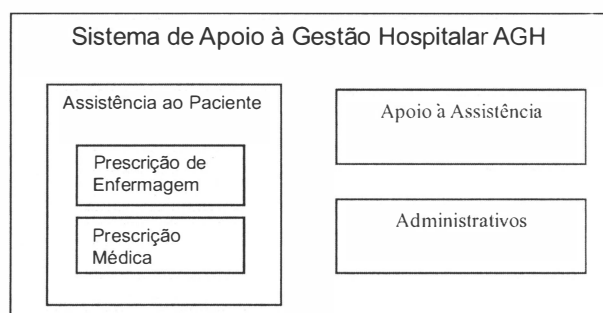 Sistema de Apoio à Gestão Hospitalar AGH
Assistência ao Paciente
Prescrição de
Enfermagem
Prescrição
Médica
Apoio à Assistência
Administrativos